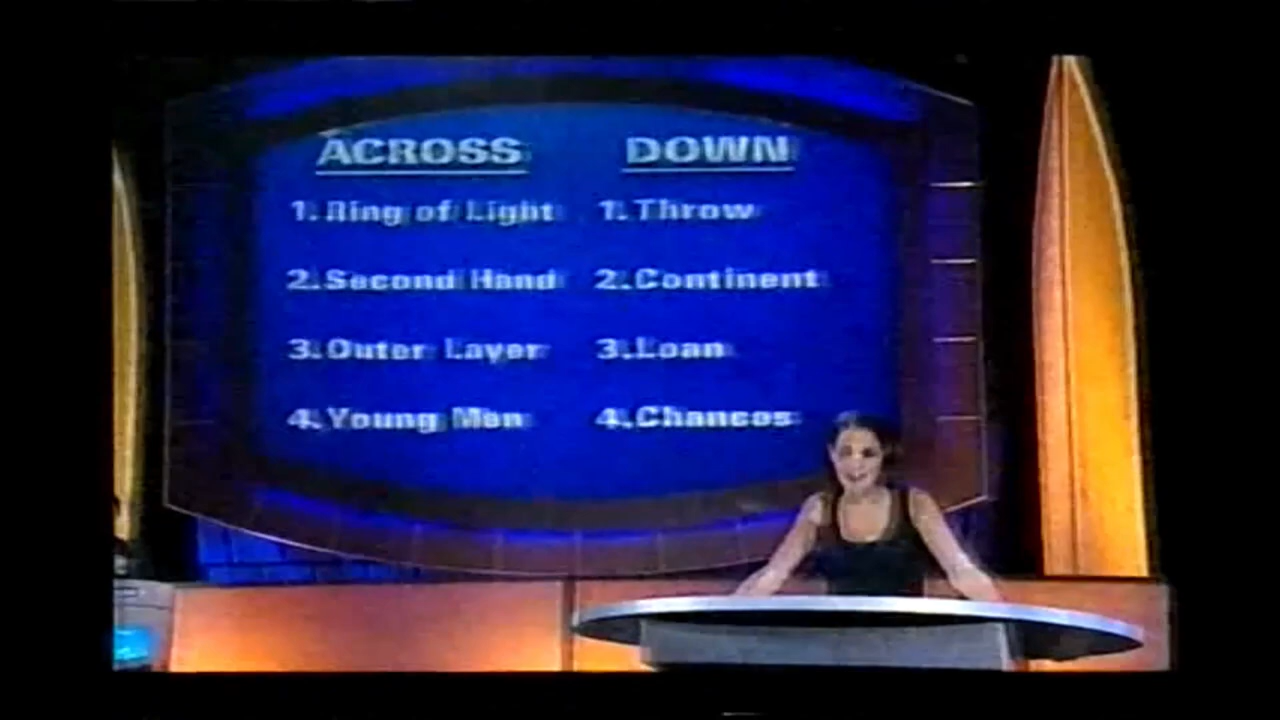 ACROSS
1. Ring of Light
2. Second Hand
3. Outer Layer
4. Young Men
DOWN
1. Throw
2. Continent
3. Loan
4. Chances